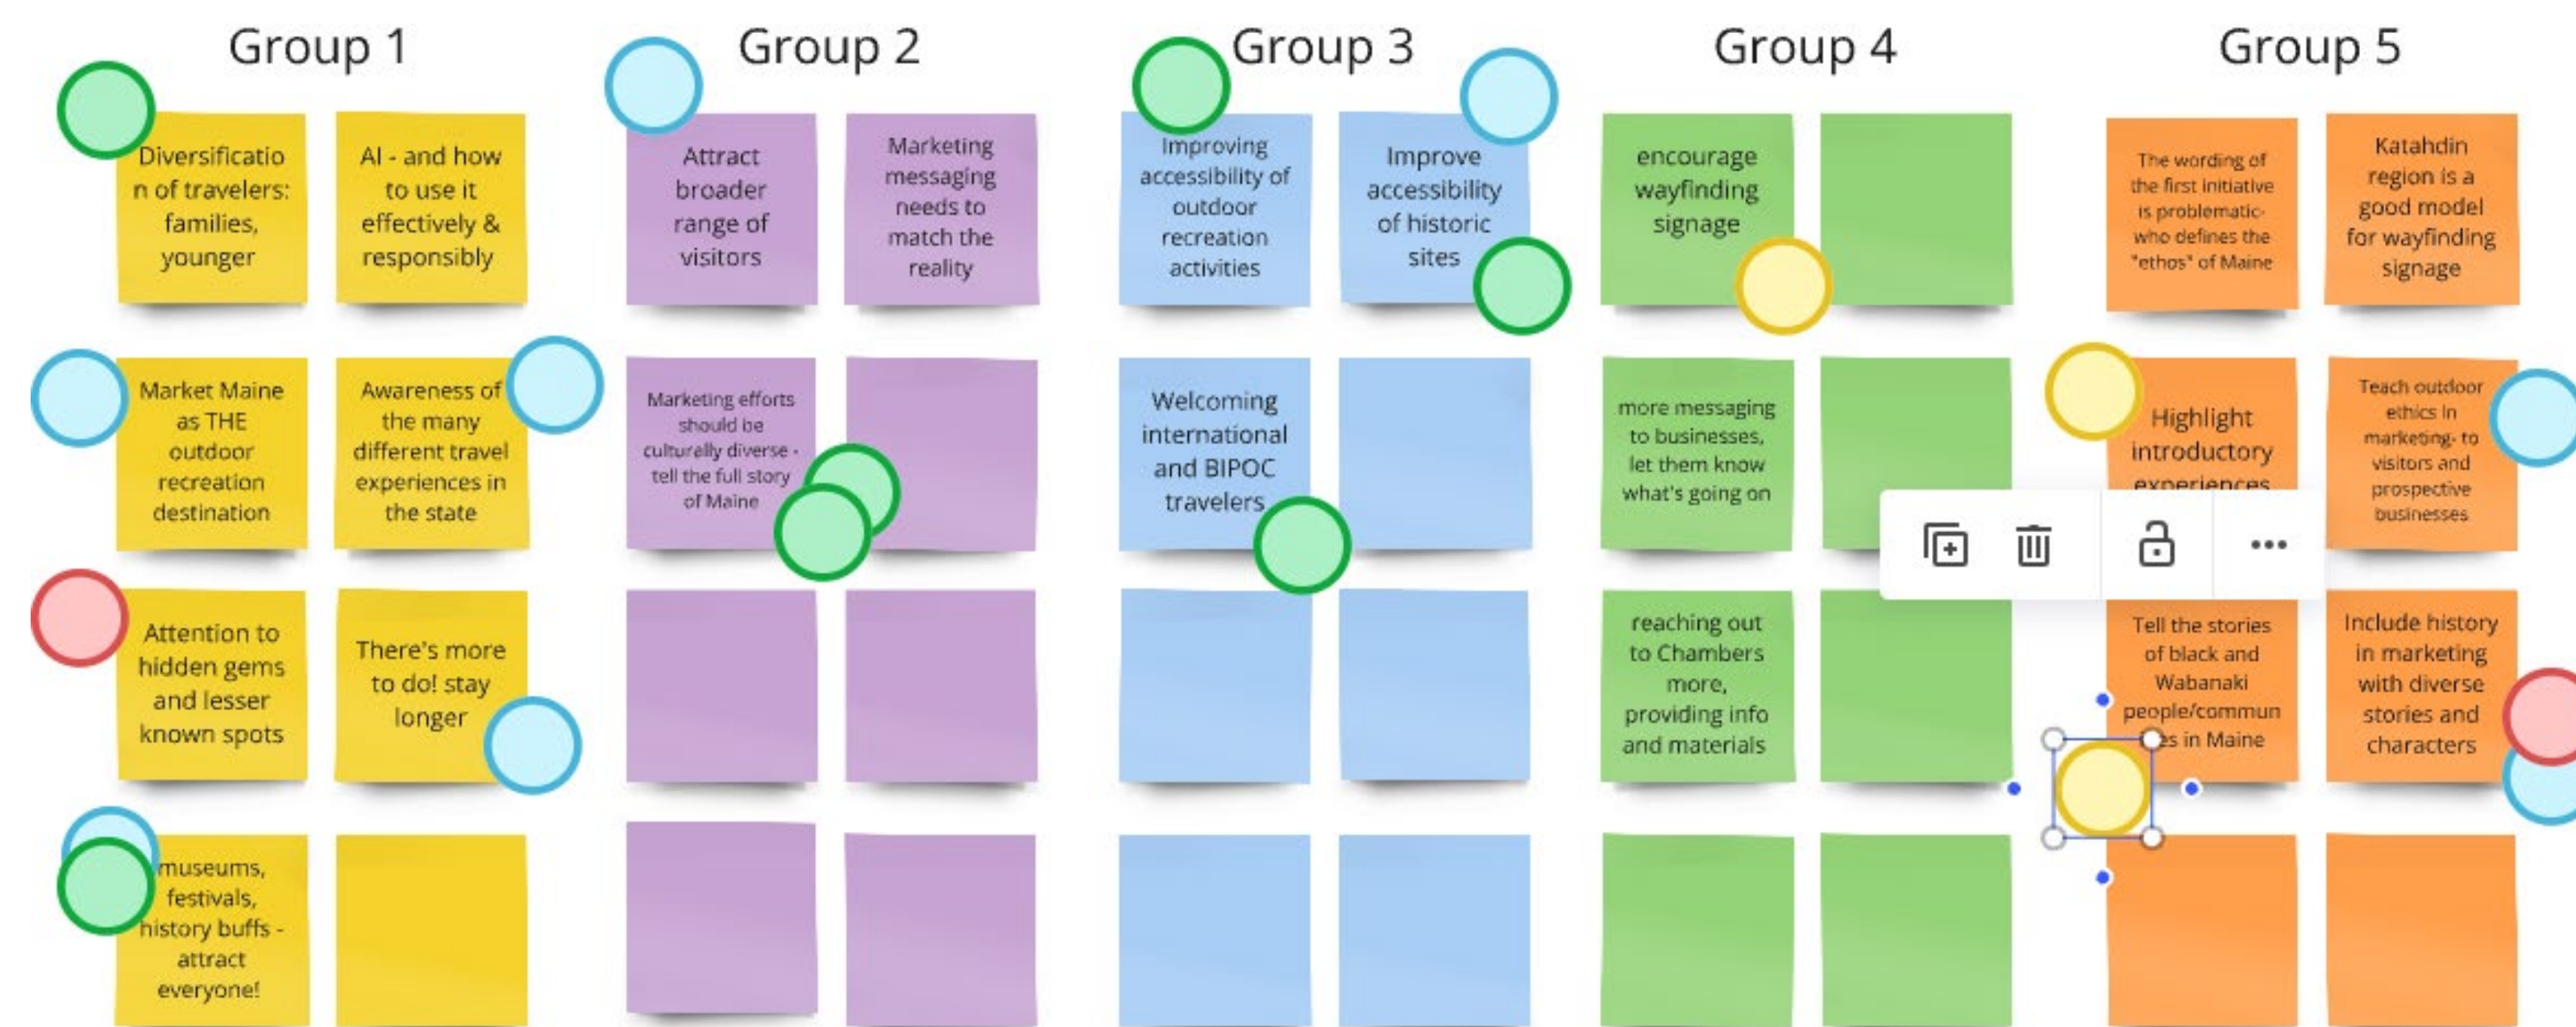 Group 1
Diversificatio
n of travelers:
families,
younger
AI - and how
to use it
effectively &
responsibly
Market Maine
as THE
outdoor
recreation
destination
Awareness of
the many
different travel
experiences in
the state
Attention to
hidden gems
and lesser
known spots
There's more
to do! stay
longer
museums,
festivals,
history buffs -
attract
everyone!
Group 2
Attract
broader
range of
visitors
Marketing
messaging
needs to
match the
reality
Marketing efforts
should be
culturally diverse -
tell the full story
of Maine
Group 3
Improving
accessibility of
outdoor
recreation
activities
Improve
accessibility
of historic
sites
Welcoming
international
and BIPOC
travelers
Group 4
encourage
wayfinding
signage
more messaging
to businesses,
let them know
what's going on
reaching out
to Chambers
more,
providing info
and materials
Group 5
The wording of
the first initiative
is problematic-
who defines the
"ethos" of Maine
Katahdin
region is a
good model
for wayfinding
signage
Highlight
introductory
experiences
Teach outdoor
ethics in
marketing- to
visitors and
prospective
businesses
Tell the stories
of black and
Wabanaki
people/commun
es in Maine
Include history
in marketing
with diverse
stories and
characters